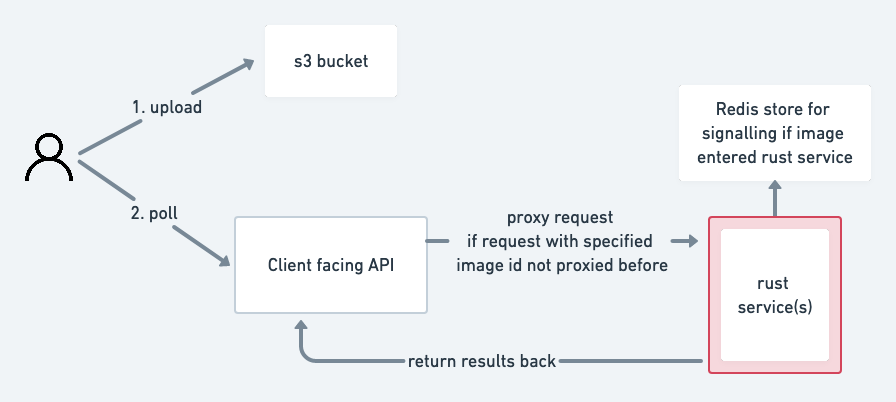 s3 bucket
1. upload
Redis store for
signalling if image
entered rust service
2. poll
Client facing API
proxy request
if request with specified
image id not proxied before
rust
service(s)
return results back